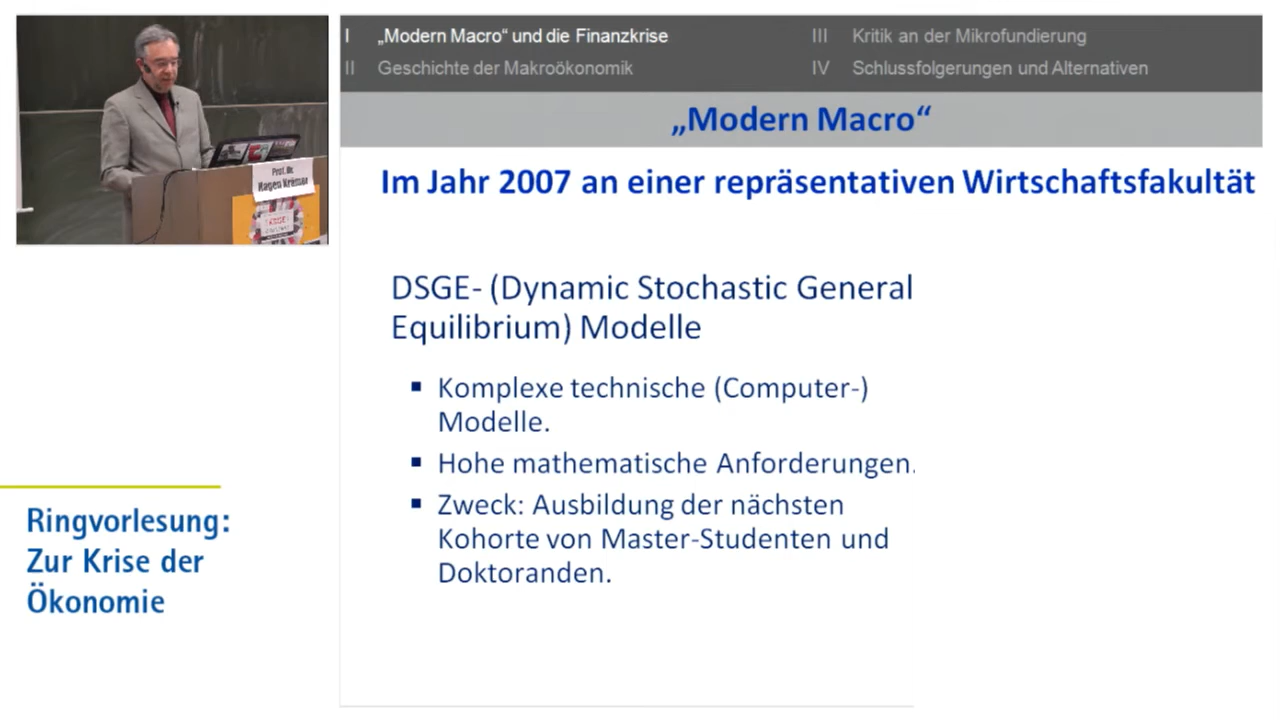 Prof. Dr.
Hagen Krämer
Ringvorlesung:
Zur Krise der
Ökonomie
I „Modern Macro“ und die Finanzkrise
II Geschichte der Makroökonomik
III Kritik an der Mikrofundierung
IV Schlussfolgerungen und Alternativen
„Modern Macro“
Im Jahr 2007 an einer repräsentativen Wirtschaftsfakultät
DSGE- (Dynamic Stochastic General
Equilibrium) Modelle
▪ Komplexe technische (Computer-)
Modelle.
▪ Hohe mathematische Anforderungen.
▪ Zweck: Ausbildung der nächsten
Kohorte von Master-Studenten und
Doktoranden.